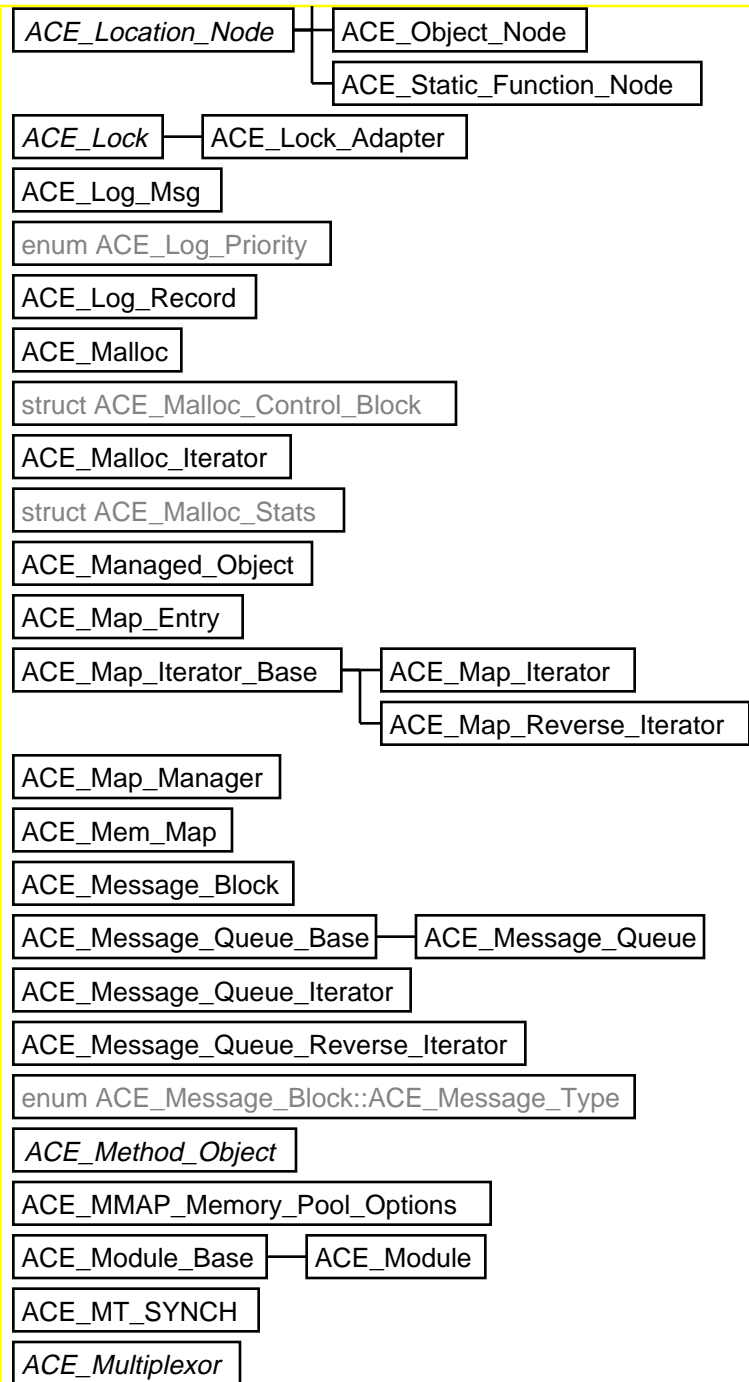 ACE_Location_Node ACE_Object_Node
ACE_Static_Function_Node
ACE_Lock ACE_Lock_Adapter
ACE_Log_Msg
enum ACE_Log_Priority
ACE_Log_Record
ACE_Malloc
struct ACE_Malloc_Control_Block
ACE_Malloc_Iterator
struct ACE_Malloc_Stats
ACE_Managed_Object
ACE_Map_Entry
ACE_Map_Iterator_Base ACE_Map_Iterator
ACE_Map_Reverse_Iterator
ACE_Map_Manager
ACE_Mem_Map
ACE_Message_Block
ACE_Message_Queue_Base ACE_Message_Queue
ACE_Message_Queue_Iterator
ACE_Message_Queue_Reverse_Iterator
enum ACE_Message_Block::ACE_Message_Type
ACE_Method_Object
ACE_MMAP_Memory_Pool_Options
ACE_Module_Base ACE_Module
ACE_MT_SYNCH
ACE_Multiplexor